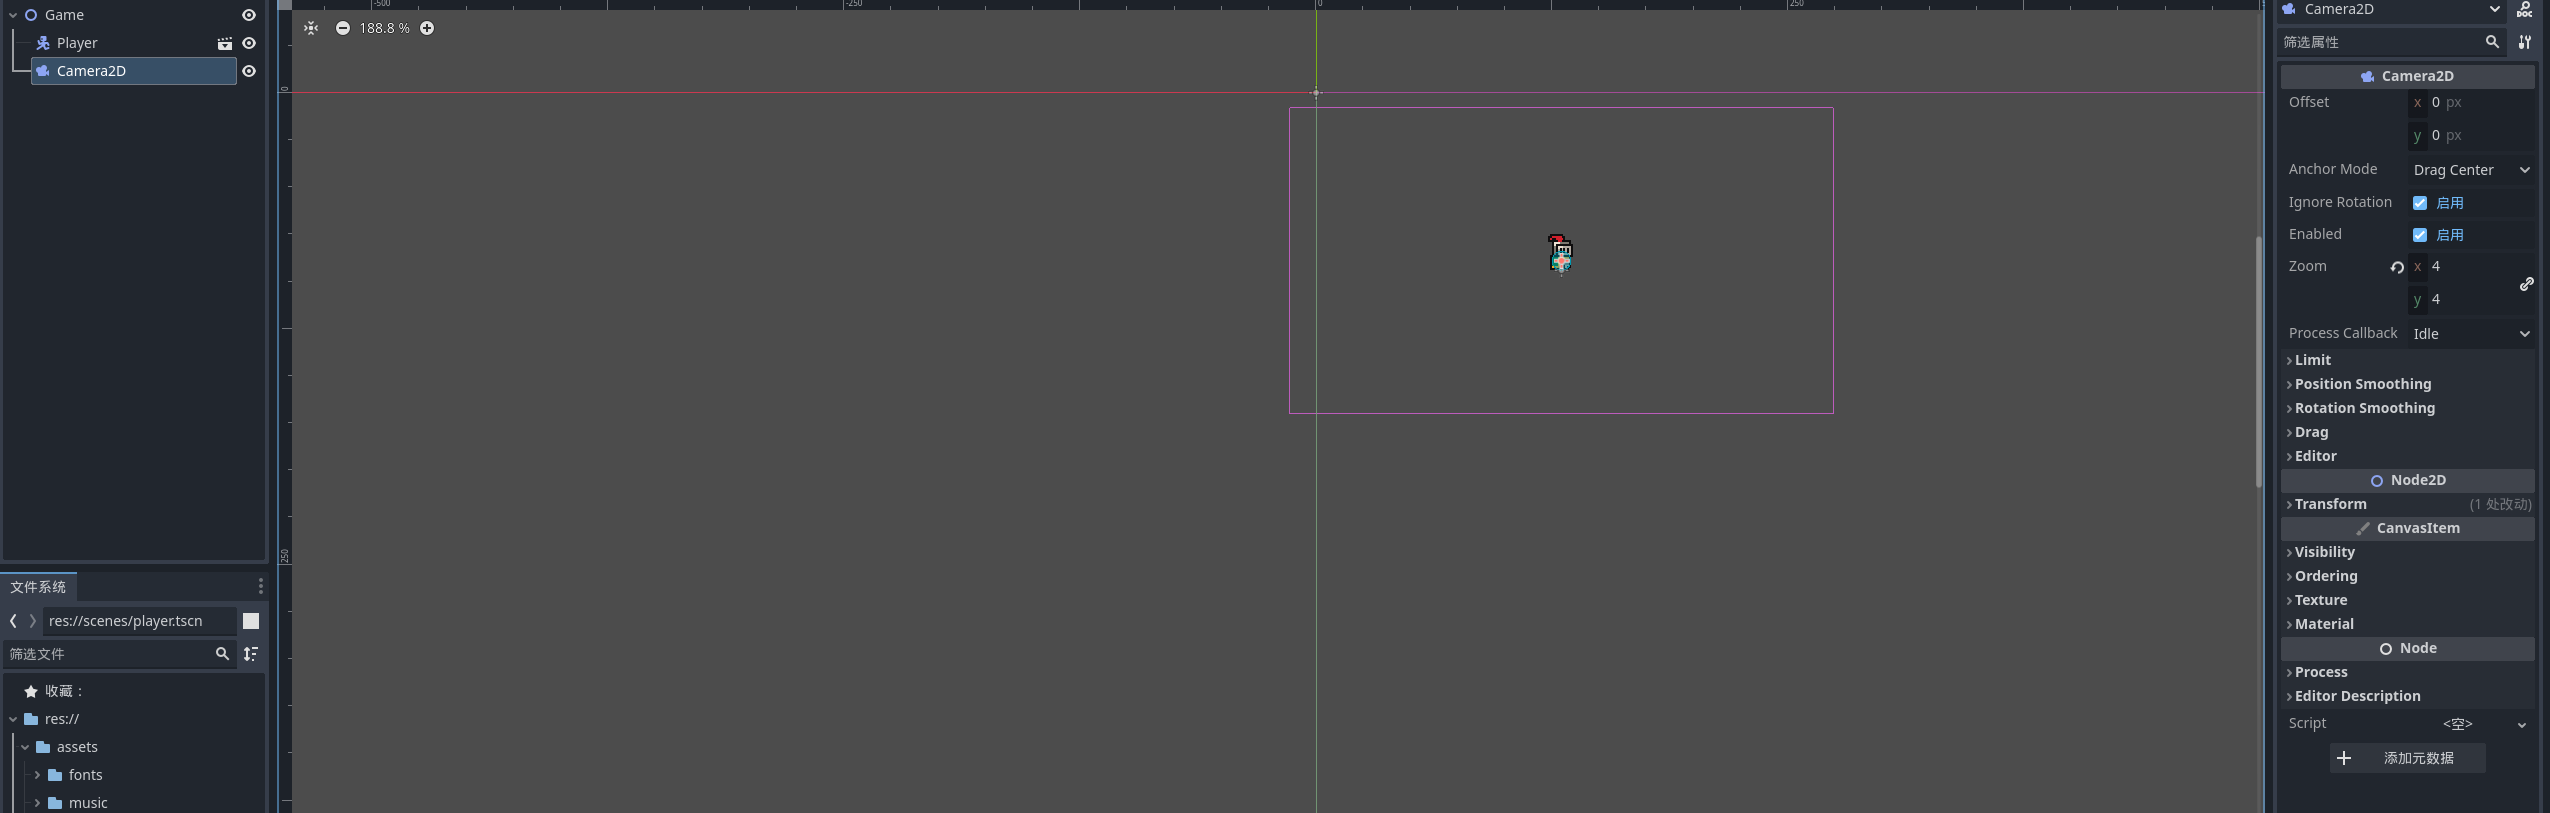 Game
Player
Camera2D
文件系统
res://scenes/player.tscn
筛选文件
收藏：
res://
assets
fonts
music
-500
-250
0
250
188.8 %
0
250
Camera2D
DOC
筛选属性
Camera2D
Offset
x 0 px
y 0 px
Anchor Mode Drag Center
Ignore Rotation 启用
Enabled 启用
Zoom x 4
y 4
Process Callback Idle
Limit
Position Smoothing
Rotation Smoothing
Drag
Editor
Node2D
Transform (1 处改动)
CanvasItem
Visibility
Ordering
Texture
Material
Node
Process
Editor Description
Script <空>
添加元数据